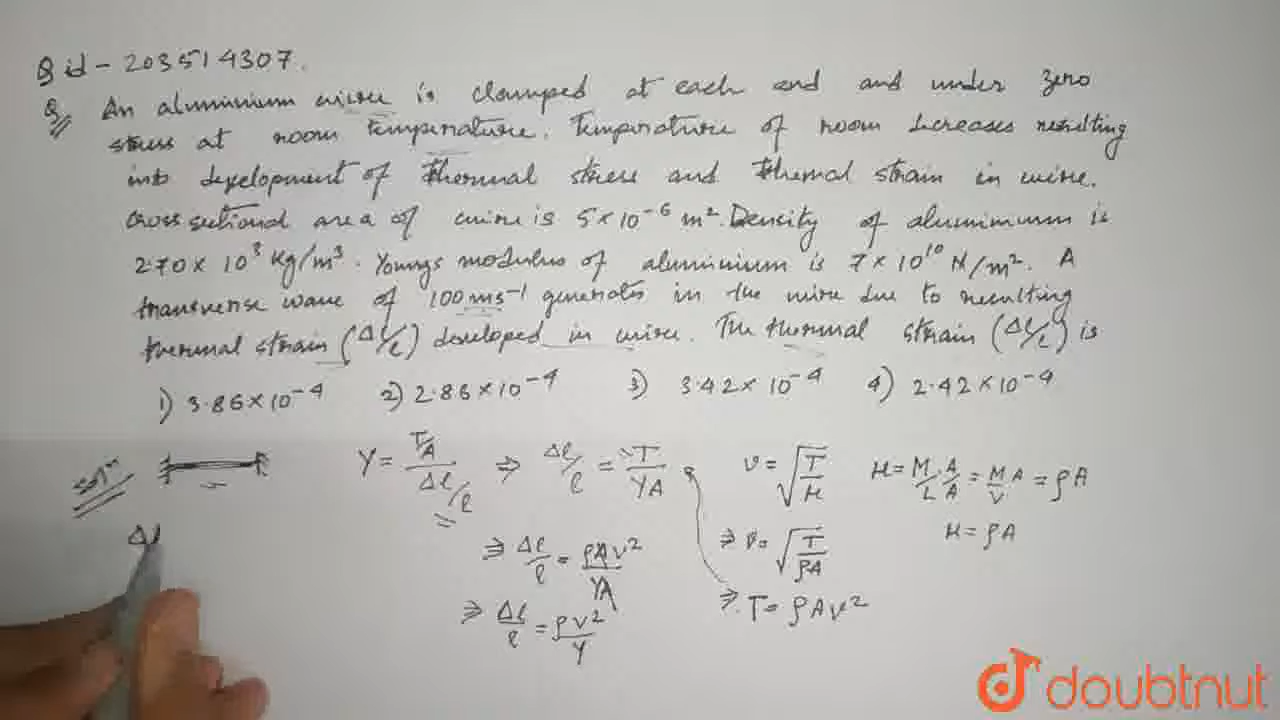 Q id - 203514307.
Q An aluminium wire is clamped at each end and under zero
stress at room temperature. Temperature of room increases resulting
into development of thermal stress and thermal strain in wire.
cross sectional area of wire is 5×10⁻⁶ m². Density of aluminium is
2.70 × 10³ Kg/m³. Youngs modulus of aluminium is 7×10¹⁰ N/m². A
transverse wave of 100 ms⁻¹ generates in the wire due to resulting
thermal strain (Δl/l) developed in wire. The thermal strain (Δl/l) is
1) 3.86×10⁻⁴ 2) 2.86×10⁻⁴ 3) 3.42×10⁻⁴ 4) 2.42×10⁻⁴
Solⁿ Y = (T/A)/(Δl/l) ⇒ Δl/l = T/YA v = √(T/μ) μ = M/L · A/A = M/V A = ρA
Δl ⇒ Δl/l = ρAv²/YA ⇒ v = √(T/ρA) μ = ρA
⇒ Δl/l = ρv²/Y ⇒ T = ρAv²
doubtnut